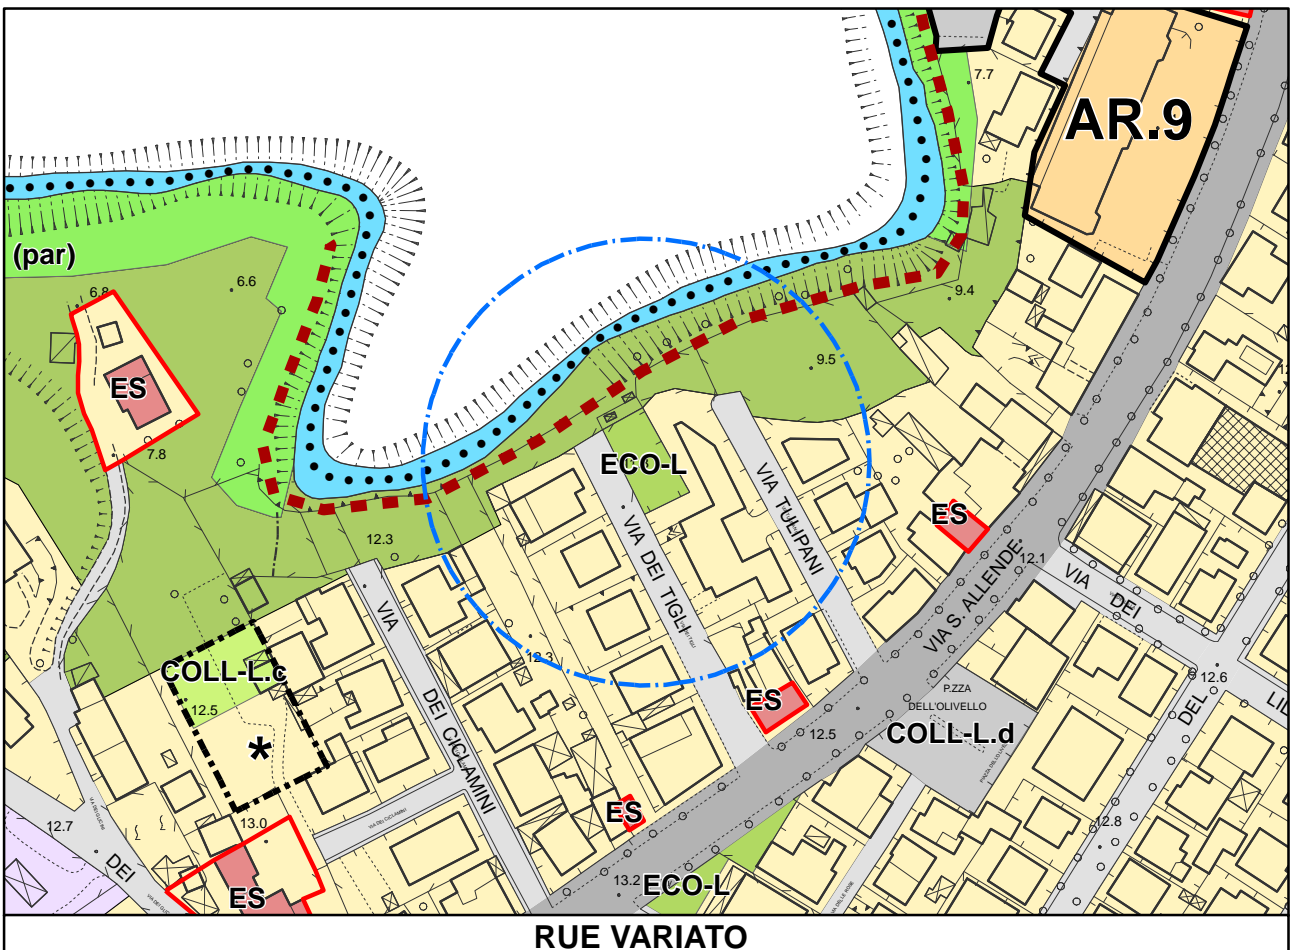 7.7
AR.9
(par)
6.8
6.6
9.4
9.5
ES
7.8
ECO-L
VIA TULIPANI
ES
12.3
VIA DEI TIGLI
12.1
VIA DEI
VIA S. ALLENDE
VIA DEI CICLAMINI
12.3
COLL-L.c
12.5
12.6
DEL
LIL
P.ZZA
DELL'OLIVELLO
ES
COLL-L.d
12.5
*
ES
13.0
VIA DEI CICLAMINI
12.7
12.8
DEI
13.2
ECO-L
ES
RUE VARIATO